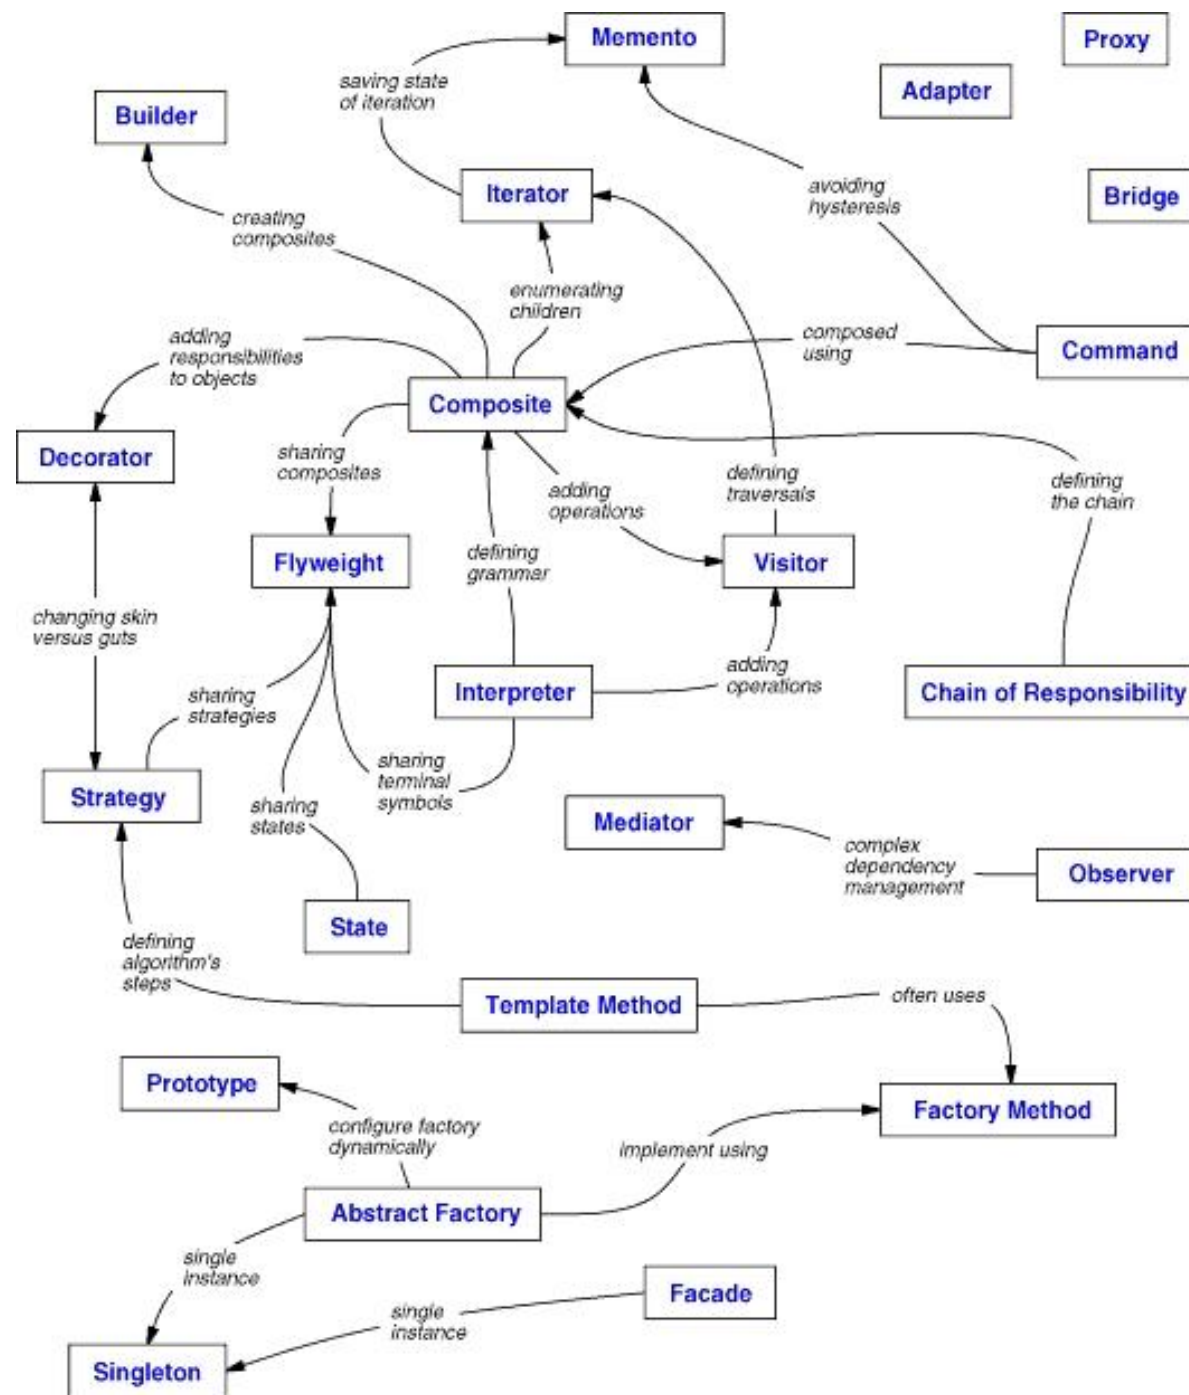 Memento
Proxy
saving state
of iteration
Adapter
Builder
Iterator
avoiding
hysteresis
Bridge
creating
composites
enumerating
children
adding
responsibilities
to objects
composed
using
Command
Composite
Decorator
sharing
composites
adding
operations
defining
traversals
defining
the chain
Flyweight
defining
grammar
Visitor
changing skin
versus guts
sharing
strategies
Interpreter
adding
operations
Chain of Responsibility
Strategy
sharing
states
sharing
terminal
symbols
Mediator
complex
dependency
management
Observer
State
defining
algorithm's
steps
Template Method
often uses
Prototype
configure factory
dynamically
implement using
Factory Method
Abstract Factory
single
instance
Facade
single
instance
Singleton